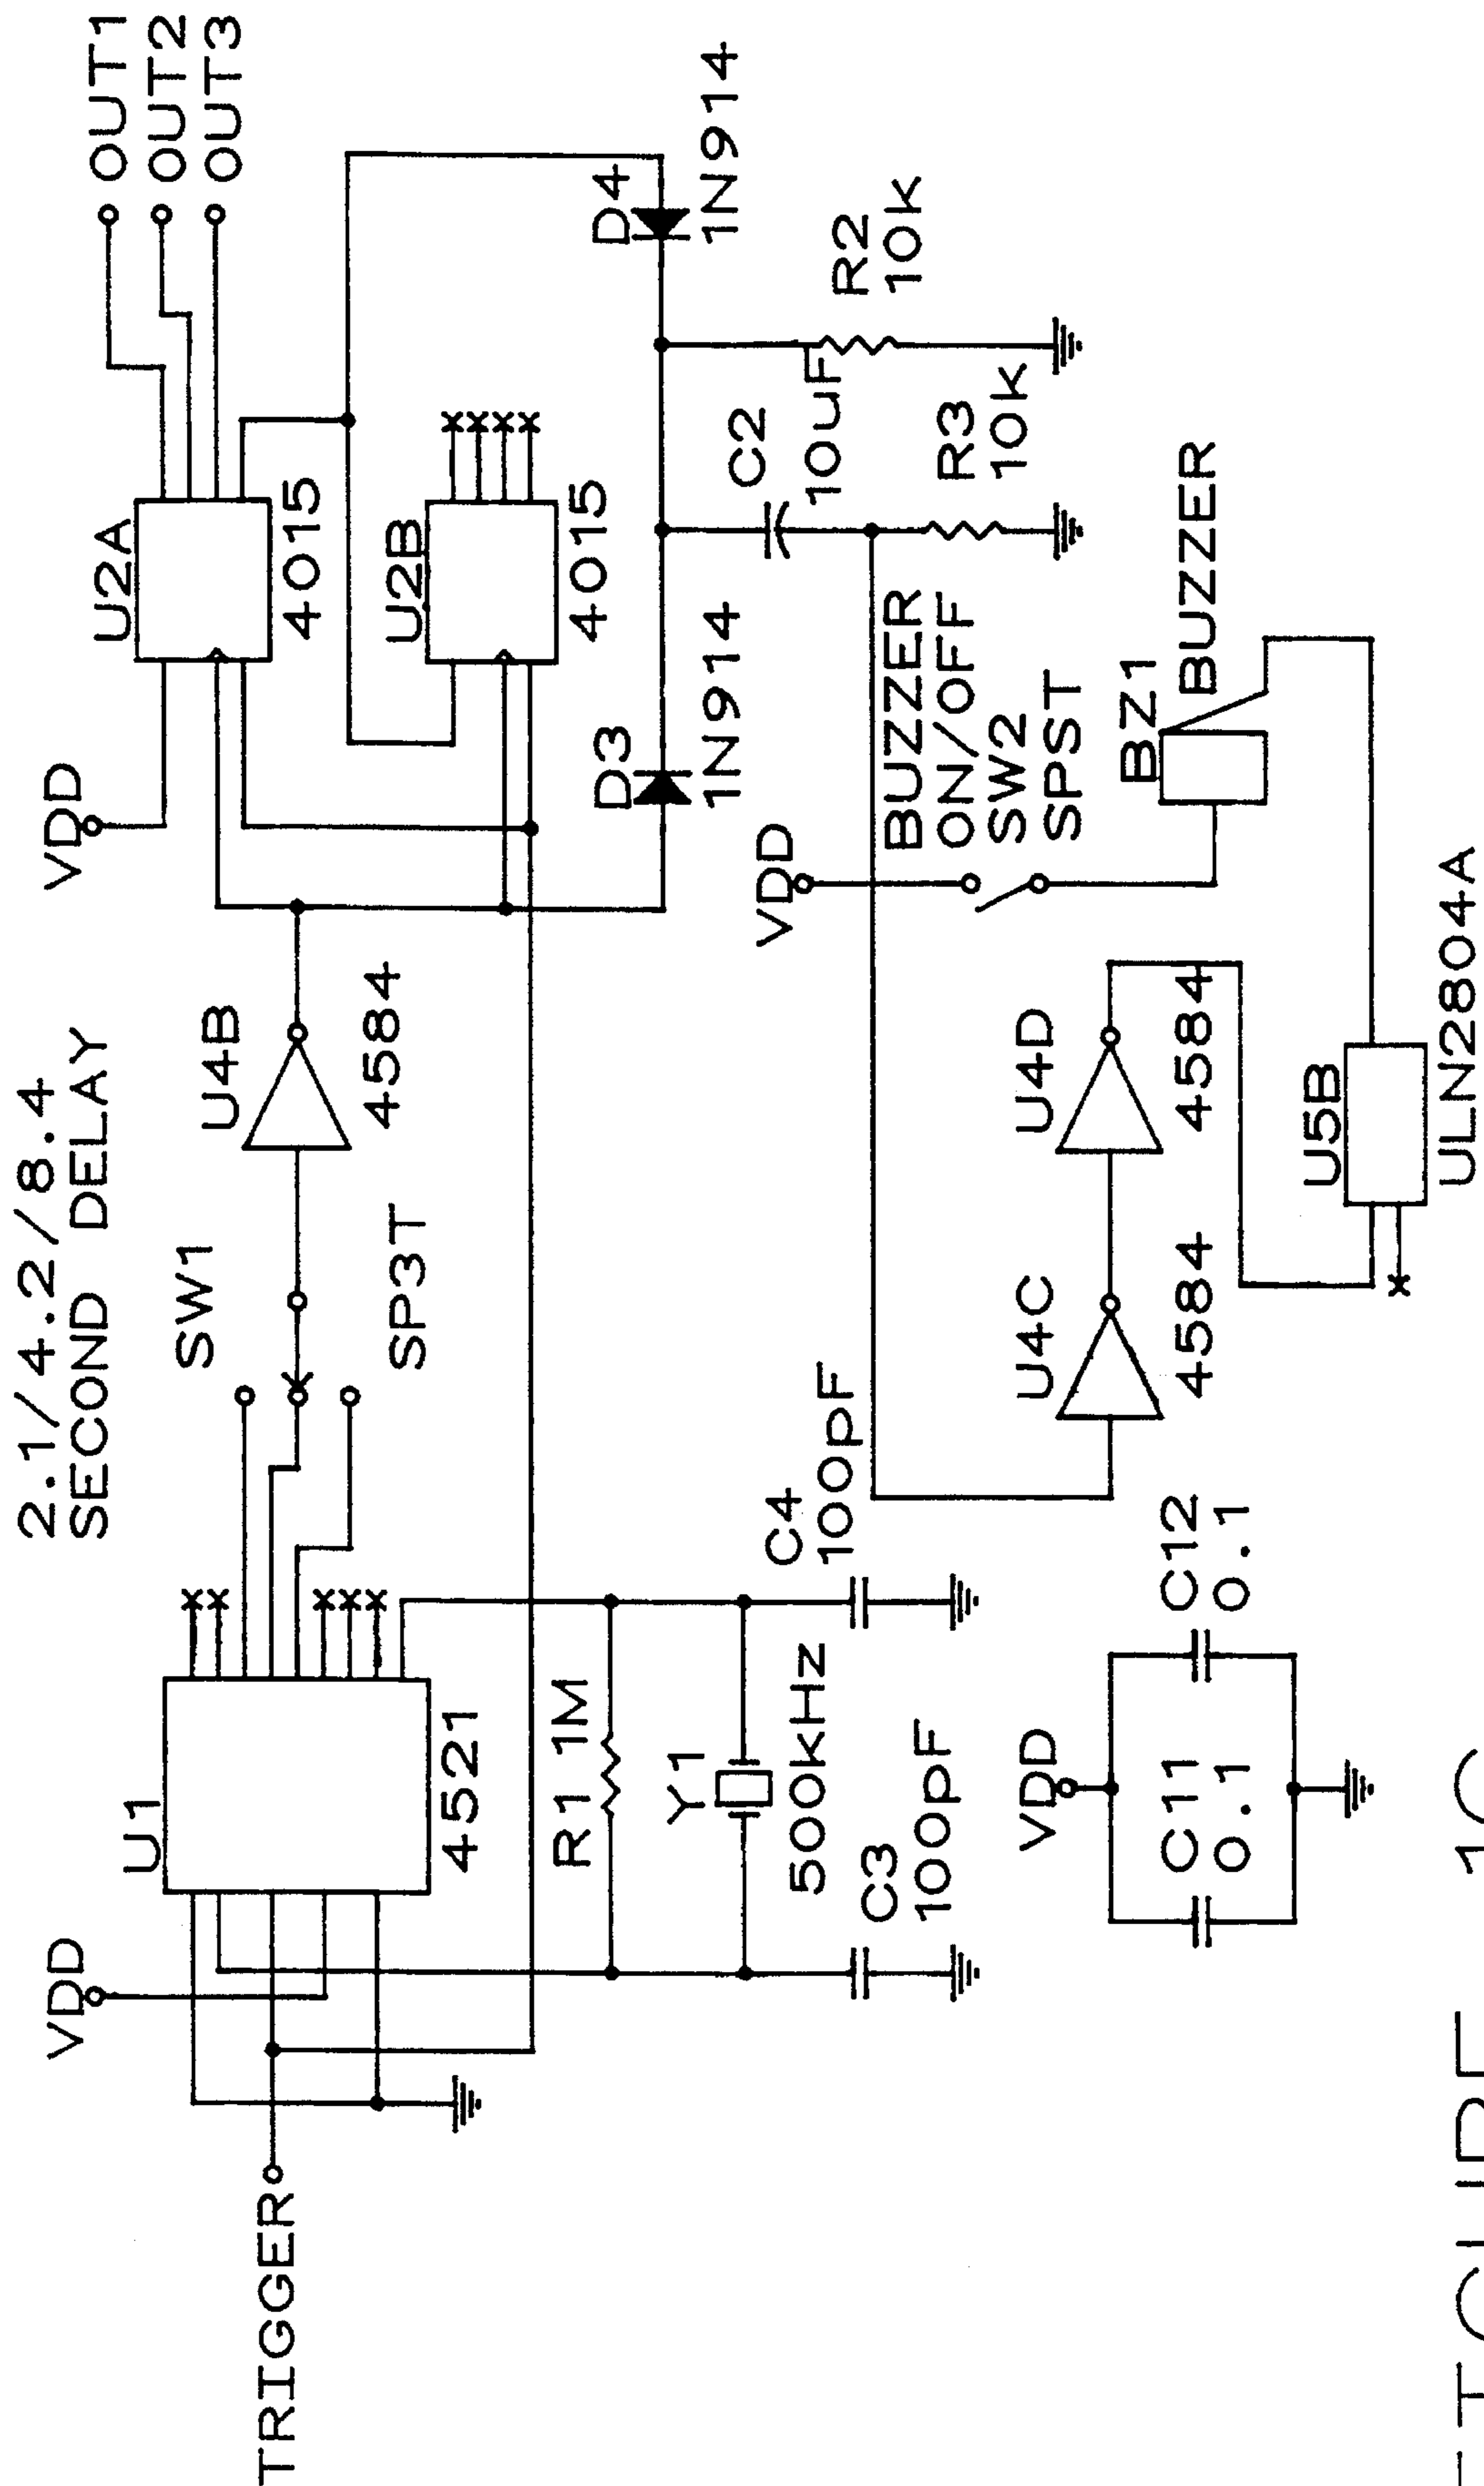 2.1/4.2/8.4
SECOND DELAY
TRIGGER
VDD
U1
4521
SW1
SP3T
U4B
4584
VDD
U2A
4015
OUT1
OUT2
OUT3
U2B
4015
R1 1M
Y1
500kHz
C3
100pF
C4
100pF
D3
1N914
D4
1N914
C2
10uF
R2
10k
R3
10k
VDD
BUZZER
ON/OFF
SW2
SPST
VDD
C11
0.1
C12
0.1
U4C
4584
U4D
4584
BZ1
BUZZER
U5B
ULN2804A